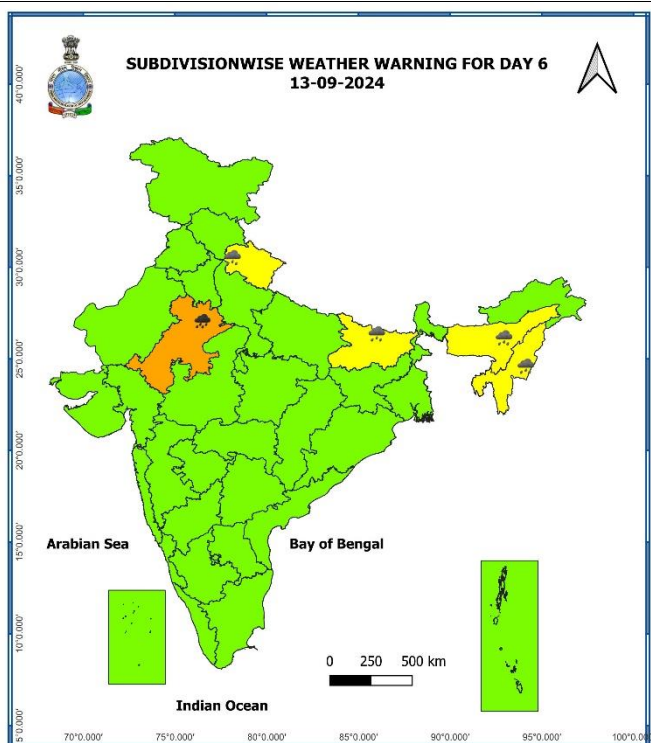 SUBDIVISIONWISE WEATHER WARNING FOR DAY 6
13-09-2024
40°0.000'
35°0.000'
30°0.000'
25°0.000'
20°0.000'
15°0.000'
10°0.000'
5°0.000'
Arabian Sea
Bay of Bengal
0 250 500 km
Indian Ocean
70°0.000' 75°0.000' 80°0.000' 85°0.000' 90°0.000' 95°0.000' 100°0.000'